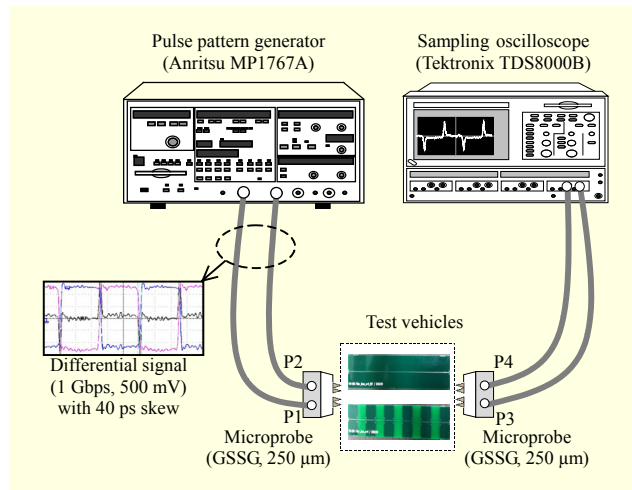 Pulse pattern generator
(Anritsu MP1767A)
Sampling oscilloscope
(Tektronix TDS8000B)
Differential signal
(1 Gbps, 500 mV)
with 40 ps skew
Test vehicles
P2
P1
Microprobe
(GSSG, 250 μm)
P4
P3
Microprobe
(GSSG, 250 μm)